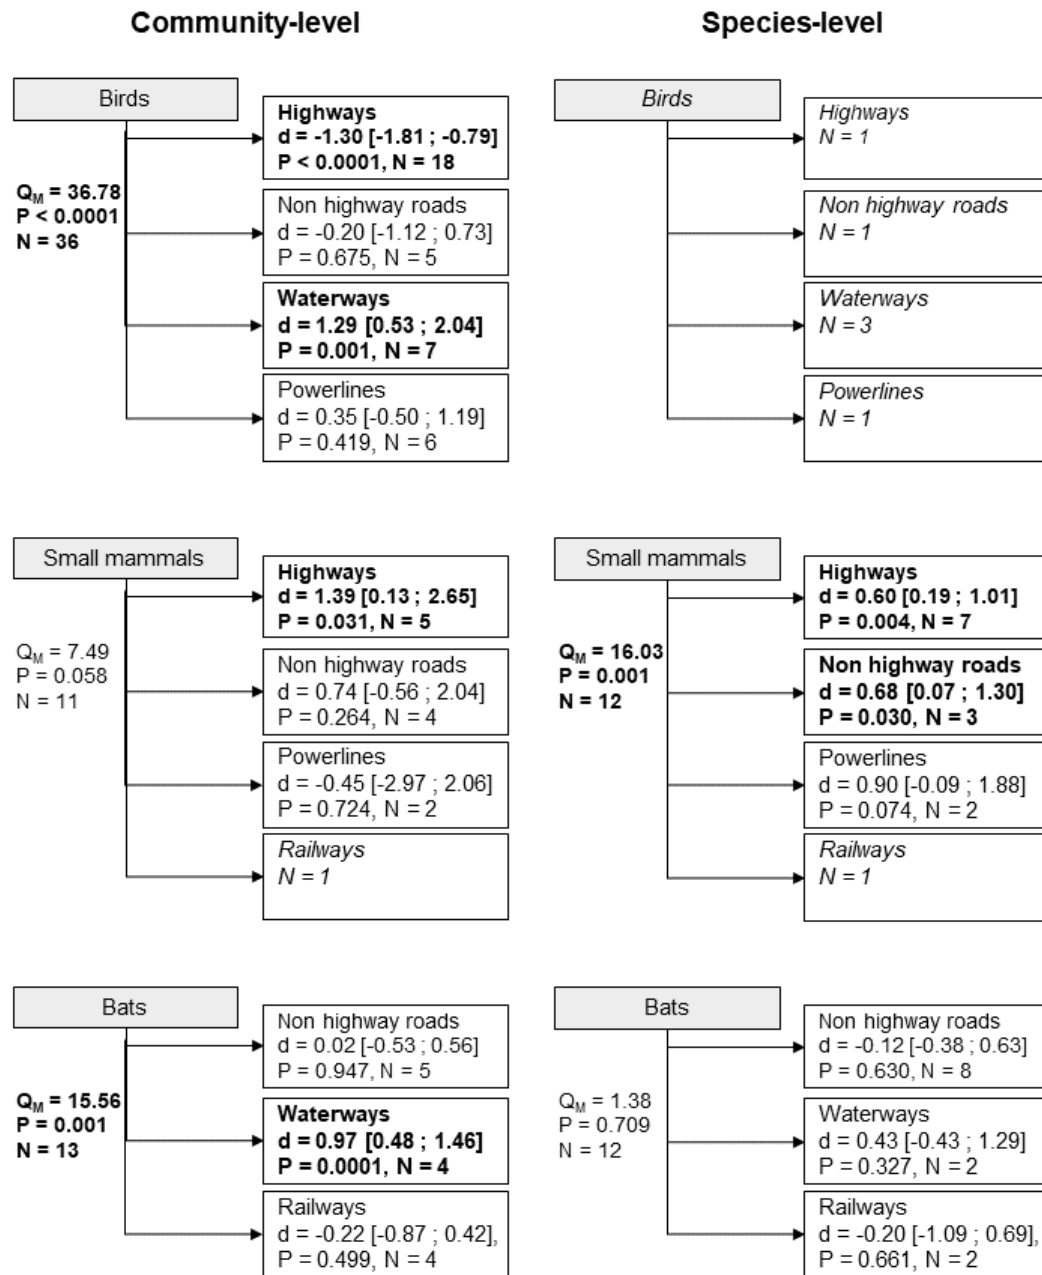 Community-level
Birds
Q_M = 36.78
P < 0.0001
N = 36
Highways
d = -1.30 [-1.81 ; -0.79]
P < 0.0001, N = 18
Non highway roads
d = -0.20 [-1.12 ; 0.73]
P = 0.675, N = 5
Waterways
d = 1.29 [0.53 ; 2.04]
P = 0.001, N = 7
Powerlines
d = 0.35 [-0.50 ; 1.19]
P = 0.419, N = 6
Small mammals
Q_M = 7.49
P = 0.058
N = 11
Highways
d = 1.39 [0.13 ; 2.65]
P = 0.031, N = 5
Non highway roads
d = 0.74 [-0.56 ; 2.04]
P = 0.264, N = 4
Powerlines
d = -0.45 [-2.97 ; 2.06]
P = 0.724, N = 2
Railways
N = 1
Bats
Q_M = 15.56
P = 0.001
N = 13
Non highway roads
d = 0.02 [-0.53 ; 0.56]
P = 0.947, N = 5
Waterways
d = 0.97 [0.48 ; 1.46]
P = 0.0001, N = 4
Railways
d = -0.22 [-0.87 ; 0.42],
P = 0.499, N = 4
Species-level
Birds
Highways
N = 1
Non highway roads
N = 1
Waterways
N = 3
Powerlines
N = 1
Small mammals
Q_M = 16.03
P = 0.001
N = 12
Highways
d = 0.60 [0.19 ; 1.01]
P = 0.004, N = 7
Non highway roads
d = 0.68 [0.07 ; 1.30]
P = 0.030, N = 3
Powerlines
d = 0.90 [-0.09 ; 1.88]
P = 0.074, N = 2
Railways
N = 1
Bats
Q_M = 1.38
P = 0.709
N = 12
Non highway roads
d = -0.12 [-0.38 ; 0.63]
P = 0.630, N = 8
Waterways
d = 0.43 [-0.43 ; 1.29]
P = 0.327, N = 2
Railways
d = -0.20 [-1.09 ; 0.69],
P = 0.661, N = 2